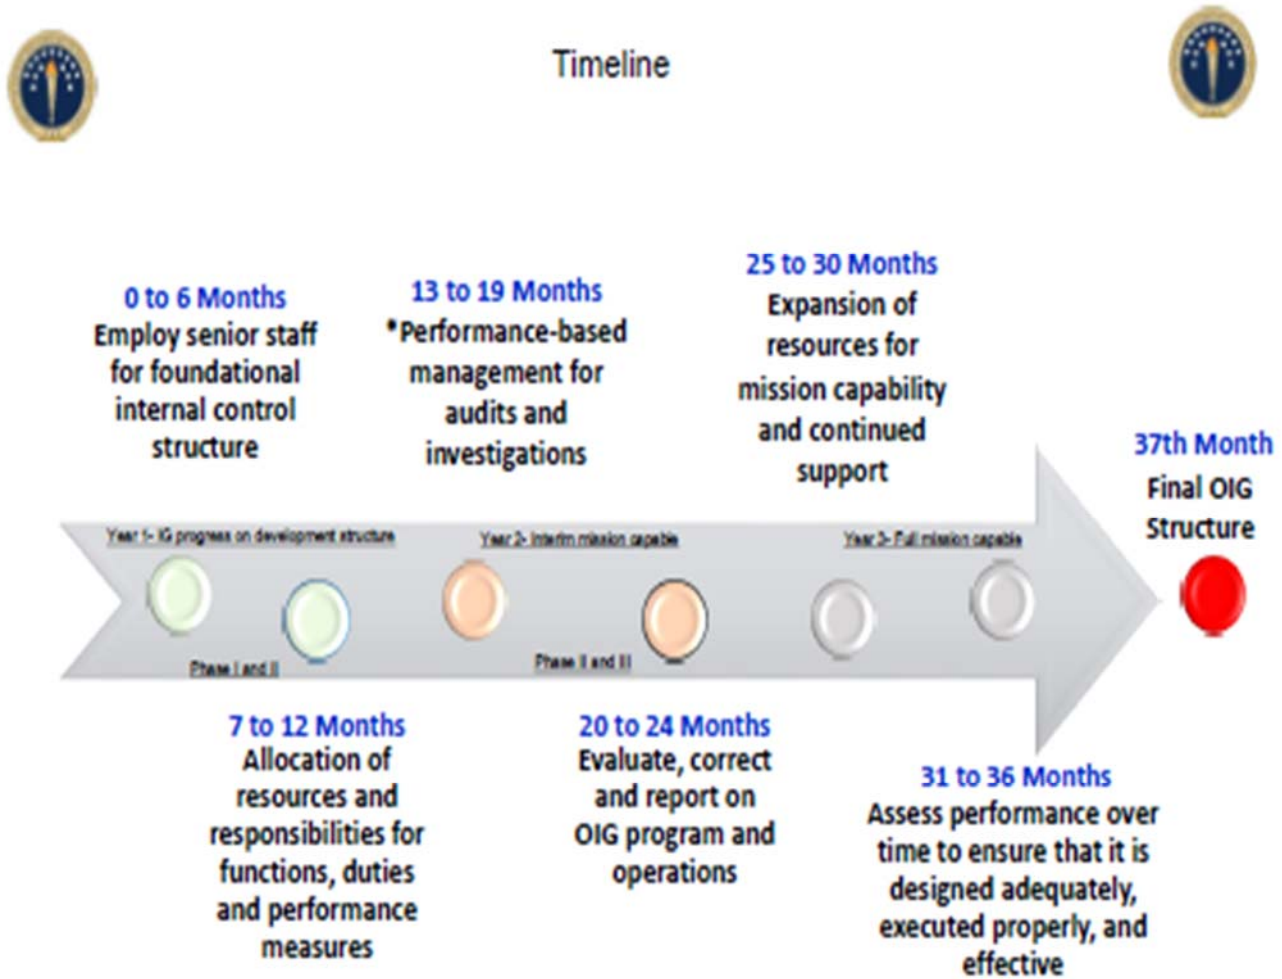 Timeline
0 to 6 Months
Employ senior staff
for foundational
internal control
structure
13 to 19 Months
*Performance-based
management for
audits and
investigations
25 to 30 Months
Expansion of
resources for
mission capability
and continued
support
37th Month
Final OIG
Structure
Year 1- IG progress on development structure
Year 2- Interim mission capable
Year 3- Full mission capable
Phase I and II
Phase II and III
7 to 12 Months
Allocation of
resources and
responsibilities for
functions, duties
and performance
measures
20 to 24 Months
Evaluate, correct
and report on
OIG program and
operations
31 to 36 Months
Assess performance over
time to ensure that it is
designed adequately,
executed properly, and
effective